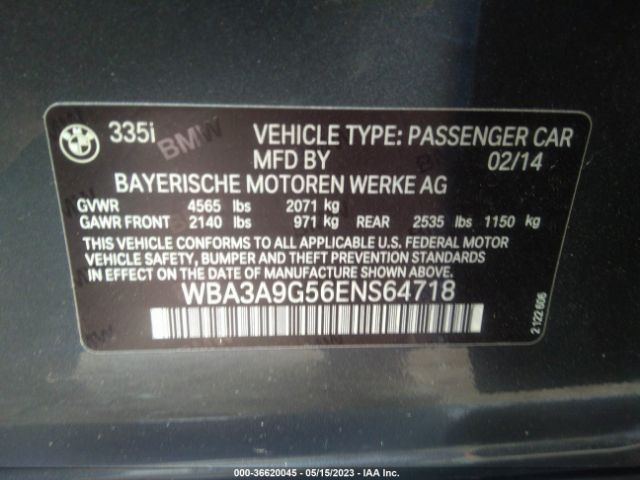 335i VEHICLE TYPE: PASSENGER CAR
MFD BY 02/14
BAYERISCHE MOTOREN WERKE AG
GVWR 4565 lbs 2071 kg
GAWR FRONT 2140 lbs 971 kg REAR 2535 lbs 1150 kg
THIS VEHICLE CONFORMS TO ALL APPLICABLE U.S. FEDERAL MOTOR
VEHICLE SAFETY, BUMPER AND THEFT PREVENTION STANDARDS
IN EFFECT ON THE DATE OF MANUFACTURE SHOWN ABOVE.
WBA3A9G56ENS64718
2 122 606
BMW
000-36620045 - 05/15/2023 - IAA Inc.